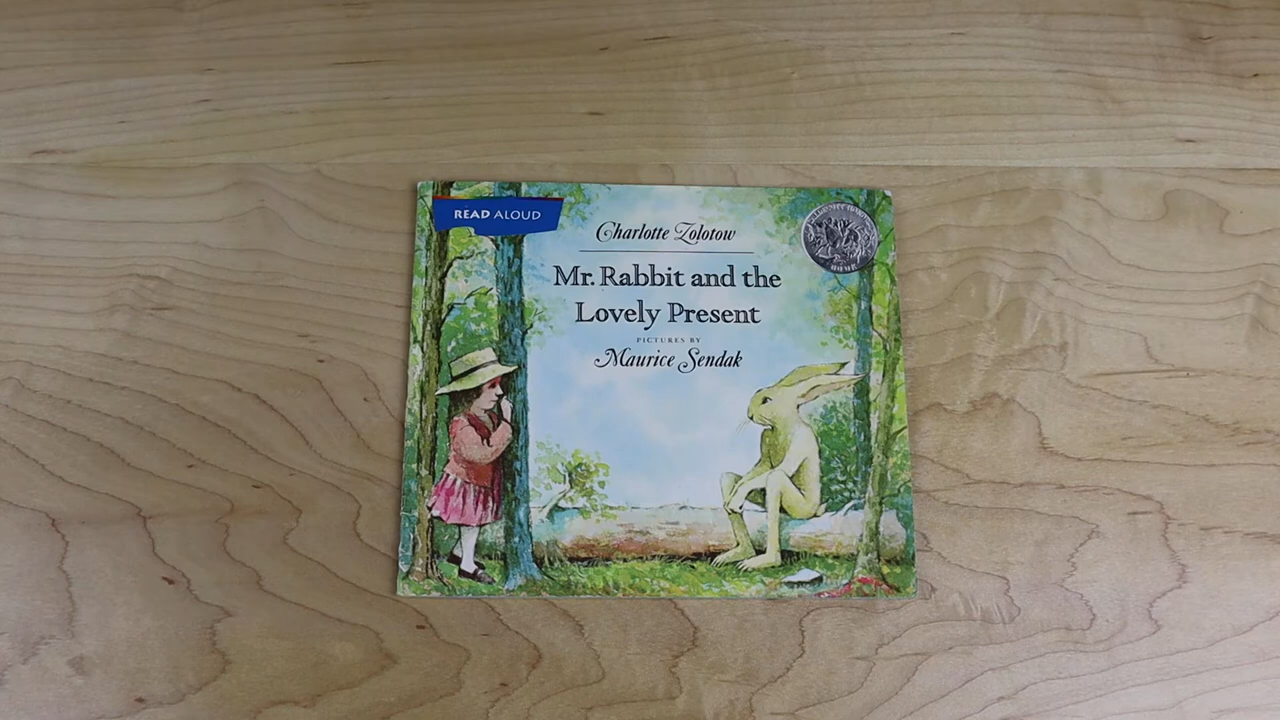 READ ALOUD
Charlotte Zolotow
Mr. Rabbit and the
Lovely Present
PICTURES BY
Maurice Sendak